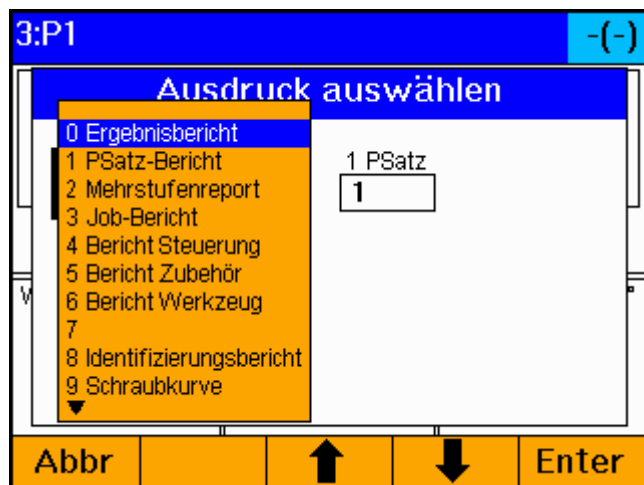 3:P1
-(-)
Ausdruck auswählen
0 Ergebnisbericht
1 PSatz-Bericht
2 Mehrstufenreport
3 Job-Bericht
4 Bericht Steuerung
5 Bericht Zubehör
6 Bericht Werkzeug
7
8 Identifizierungsbericht
9 Schraubkurve
1 PSatz
1
Abbr
Enter